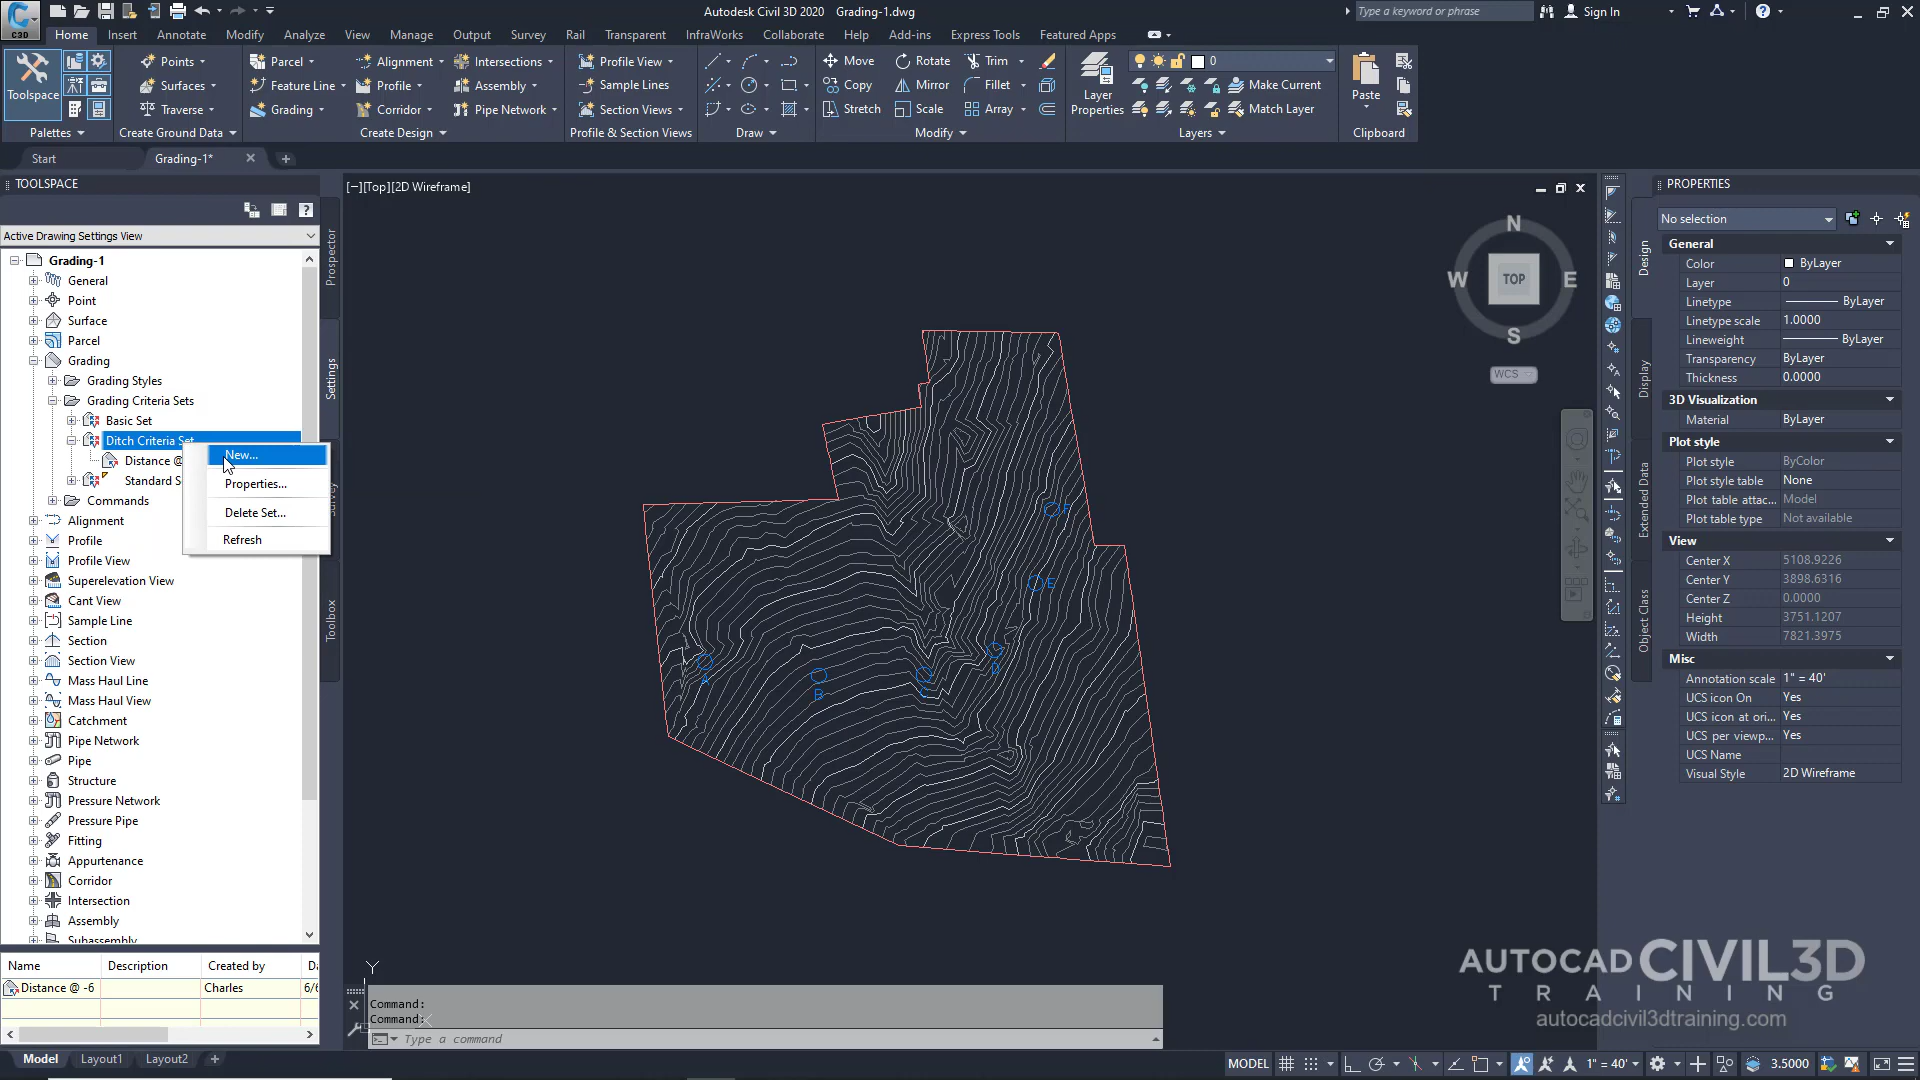 Autodesk Civil 3D 2020 Grading-1.dwg
Type a keyword or phrase
Sign In
C3D
Home Insert Annotate Modify Analyze View Manage Output Survey Rail Transparent InfraWorks Collaborate Help Add-ins Express Tools Featured Apps
Toolspace
Points
Surfaces
Traverse
Parcel
Feature Line
Grading
Alignment
Profile
Corridor
Intersections
Assembly
Pipe Network
Profile View
Sample Lines
Section Views
Move Rotate Trim
Copy Mirror Fillet
Stretch Scale Array
Layer
Properties
0
Make Current
Match Layer
Paste
Palettes Create Ground Data Create Design Profile & Section Views Draw Modify Layers Clipboard
Start Grading-1*
TOOLSPACE
Active Drawing Settings View
Grading-1
General
Point
Surface
Parcel
Grading
Grading Styles
Grading Criteria Sets
Basic Set
Ditch Criteria Set
Distance @
Standard S
Commands
Alignment
Profile
Profile View
Superelevation View
Cant View
Sample Line
Section
Section View
Mass Haul Line
Mass Haul View
Catchment
Pipe Network
Pipe
Structure
Pressure Network
Pressure Pipe
Fitting
Appurtenance
Corridor
Intersection
Assembly
Subassembly
New...
Properties...
Delete Set...
Refresh
Prospector
Settings
Survey
Toolbox
Name Description Created by
Distance @ -6 Charles 6/6
[−][Top][2D Wireframe]
N
W TOP E
S
WCS
F
E
D
A B C
Y
Command:
Command:
Type a command
PROPERTIES
No selection
General
Color ByLayer
Layer 0
Linetype ByLayer
Linetype scale 1.0000
Lineweight ByLayer
Transparency ByLayer
Thickness 0.0000
3D Visualization
Material ByLayer
Plot style
Plot style ByColor
Plot style table None
Plot table attac... Model
Plot table type Not available
View
Center X 5108.9226
Center Y 3898.6316
Center Z 0.0000
Height 3751.1207
Width 7821.3975
Misc
Annotation scale 1" = 40'
UCS icon On Yes
UCS icon at ori... Yes
UCS per viewp... Yes
UCS Name
Visual Style 2D Wireframe
Design
Display
Extended Data
Object Class
AUTOCAD CIVIL3D
TRAINING
autocadcivil3dtraining.com
Model Layout1 Layout2
MODEL 1" = 40' 3.5000